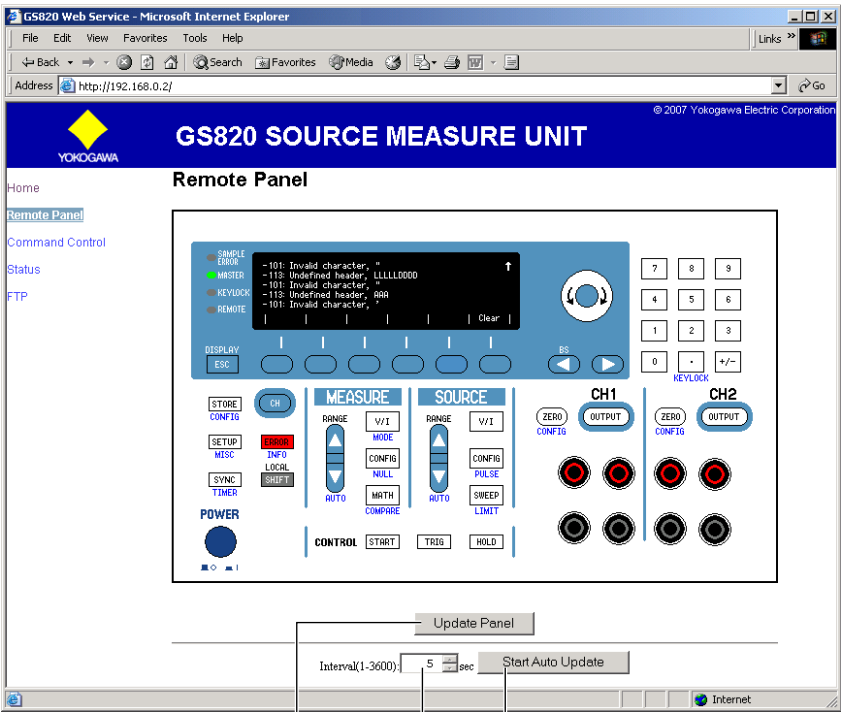 GS820 Web Service - Microsoft Internet Explorer
File Edit View Favorites Tools Help Links »
Back Search Favorites Media
Address http://192.168.0.2/ Go
© 2007 Yokogawa Electric Corporation
YOKOGAWA
GS820 SOURCE MEASURE UNIT
Home
Remote Panel
Command Control
Status
FTP
Remote Panel
SAMPLE
ERROR
MASTER
KEYLOCK
REMOTE
-101: Invalid character, "
-113: Undefined header, LLLLLDDDD
-101: Invalid character, "
-113: Undefined header, AAA
-101: Invalid character, '
Clear
DISPLAY
ESC
BS
7 8 9
4 5 6
1 2 3
0 · +/-
KEYLOCK
STORE
CONFIG
CH
SETUP
MISC
ERROR
INFO
SYNC
TIMER
LOCAL
SHIFT
POWER
MEASURE
RANGE
AUTO
V/I
MODE
CONFIG
NULL
MATH
COMPARE
SOURCE
RANGE
AUTO
V/I
CONFIG
PULSE
SWEEP
LIMIT
CONTROL START TRIG HOLD
CH1
ZERO
CONFIG
OUTPUT
CH2
ZERO
CONFIG
OUTPUT
Update Panel
Interval(1-3600): 5 sec Start Auto Update
Internet